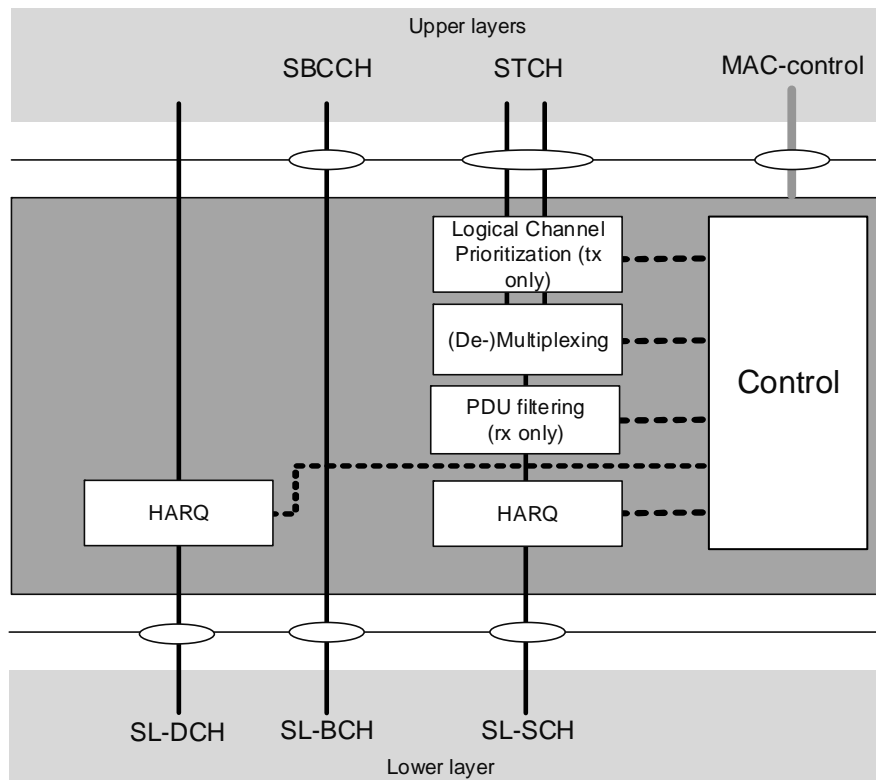 Upper layers
SBCCH
STCH
MAC-control
Logical Channel
Prioritization (tx
only)
(De-)Multiplexing
Control
PDU filtering
(rx only)
HARQ
HARQ
SL-DCH
SL-BCH
SL-SCH
Lower layer